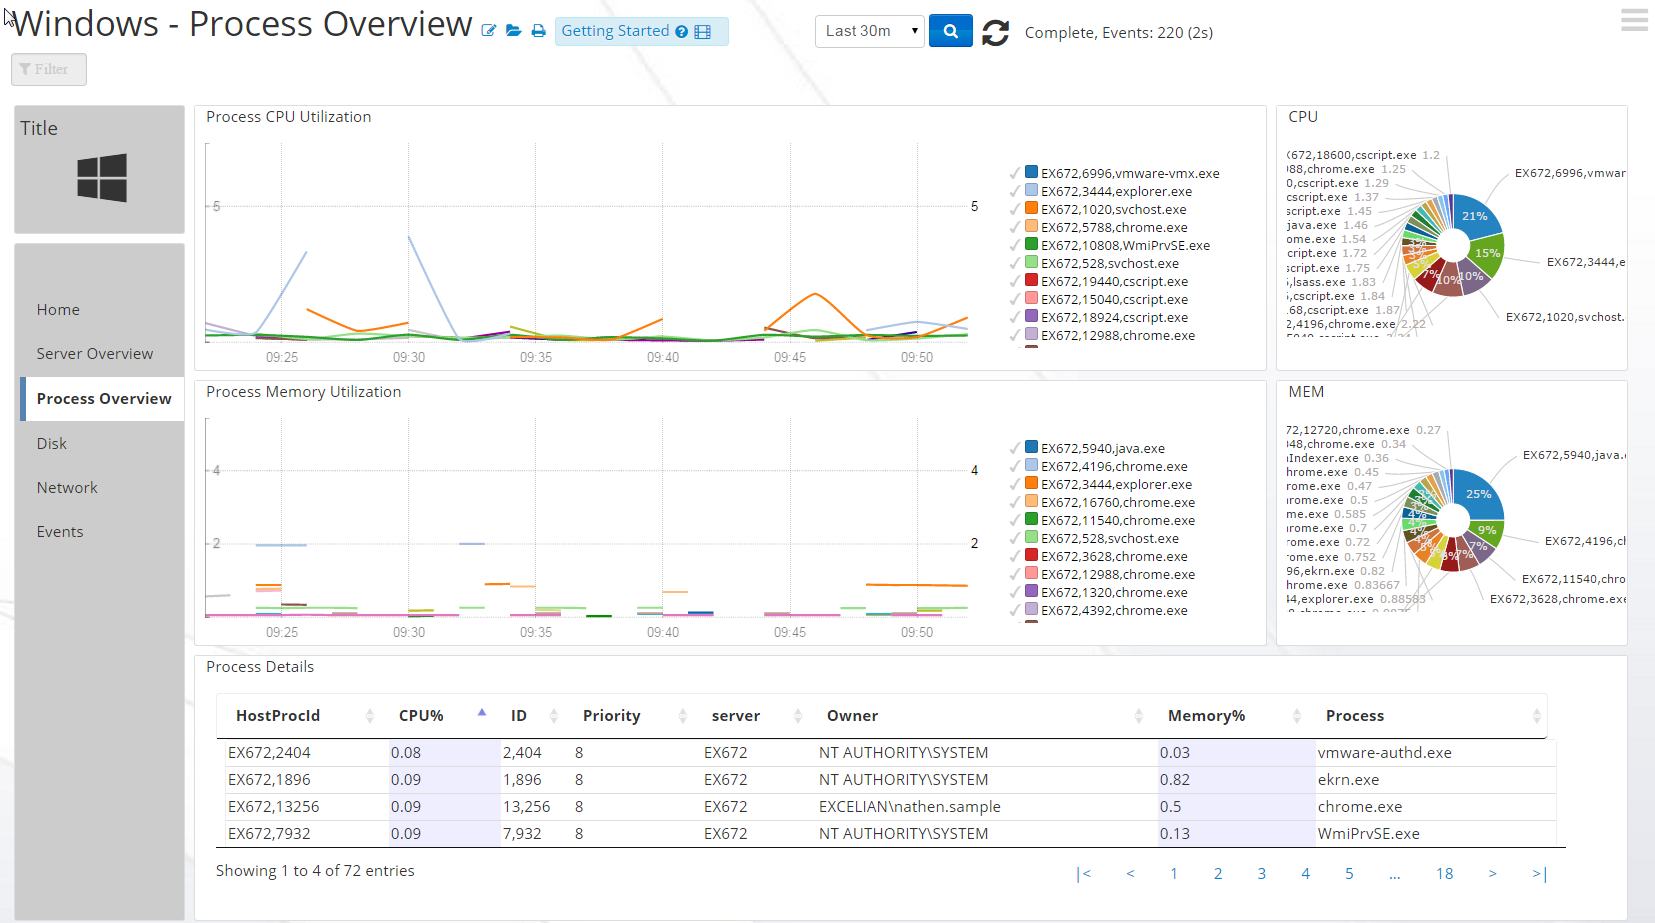 Windows - Process Overview
Getting Started
Last 30m
Complete, Events: 220 (2s)
Filter
Title
Home
Server Overview
Process Overview
Disk
Network
Events
Process CPU Utilization
5
5
09:25 09:30 09:35 09:40 09:45 09:50
EX672,6996,vmware-vmx.exe
EX672,3444,explorer.exe
EX672,1020,svchost.exe
EX672,5788,chrome.exe
EX672,10808,WmiPrvSE.exe
EX672,528,svchost.exe
EX672,19440,cscript.exe
EX672,15040,cscript.exe
EX672,18924,cscript.exe
EX672,12988,chrome.exe
CPU
(672,18600,cscript.exe 1.2
)88,chrome.exe 1.25
0,cscript.exe 1.29
cscript.exe 1.37
script.exe 1.45
java.exe 1.46
ome.exe 1.54
cript.exe 1.72
script.exe 1.75
,lsass.exe 1.83
,cscript.exe 1.84
68,cscript.exe 1.87
2,4196,chrome.exe 2.22
EX672,6996,vmwar
EX672,3444,e
EX672,1020,svchost.
21%
15%
10%
10%
7%
Process Memory Utilization
4
4
2
2
09:25 09:30 09:35 09:40 09:45 09:50
EX672,5940,java.exe
EX672,4196,chrome.exe
EX672,3444,explorer.exe
EX672,16760,chrome.exe
EX672,11540,chrome.exe
EX672,528,svchost.exe
EX672,3628,chrome.exe
EX672,12988,chrome.exe
EX672,1320,chrome.exe
EX672,4392,chrome.exe
MEM
72,12720,chrome.exe 0.27
)48,chrome.exe 0.34
Indexer.exe 0.36
hrome.exe 0.45
rome.exe 0.47
rome.exe 0.5
me.exe 0.585
rome.exe 0.7
ome.exe 0.72
ome.exe 0.752
96,ekrn.exe 0.82
hrome.exe 0.83667
44,explorer.exe 0.88583
EX672,5940,java.
EX672,4196,cl
EX672,11540,chro
EX672,3628,chrome.exe
25%
9%
7%
7%
8%
Process Details
HostProcId CPU% ID Priority server Owner Memory% Process
EX672,2404 0.08 2,404 8 EX672 NT AUTHORITY\SYSTEM 0.03 vmware-authd.exe
EX672,1896 0.09 1,896 8 EX672 NT AUTHORITY\SYSTEM 0.82 ekrn.exe
EX672,13256 0.09 13,256 8 EX672 EXCELIAN\nathen.sample 0.5 chrome.exe
EX672,7932 0.09 7,932 8 EX672 NT AUTHORITY\SYSTEM 0.13 WmiPrvSE.exe
Showing 1 to 4 of 72 entries
|< < 1 2 3 4 5 ... 18 > >|